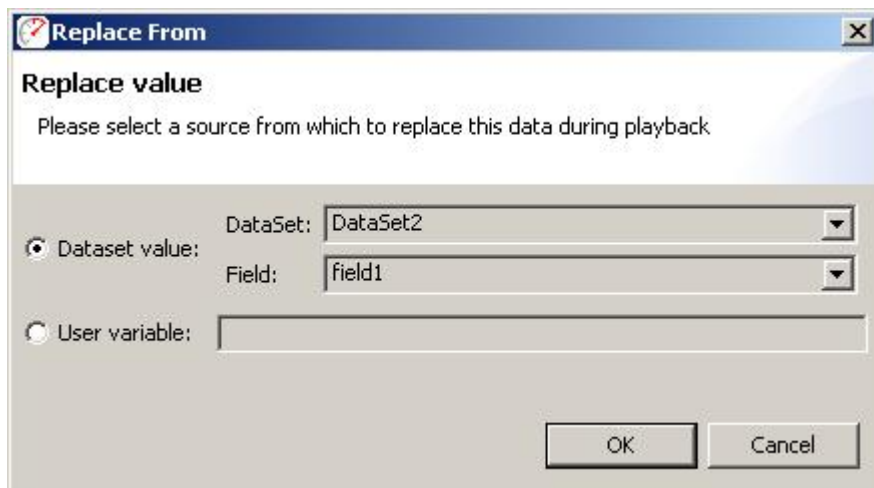 Replace From
Replace value
Please select a source from which to replace this data during playback
DataSet: DataSet2
Dataset value:
Field: field1
User variable:
OK Cancel